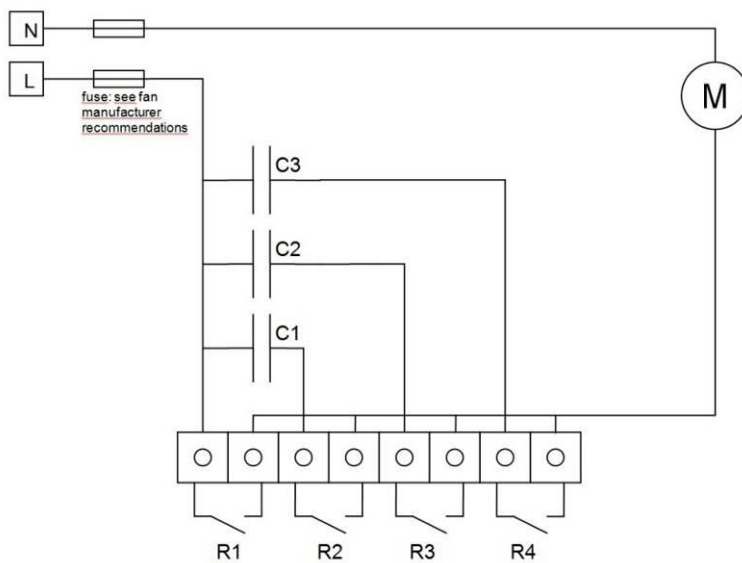 N
L
fuse: see fan
manufacturer
recommendations
M
C3
C2
C1
R1 R2 R3 R4